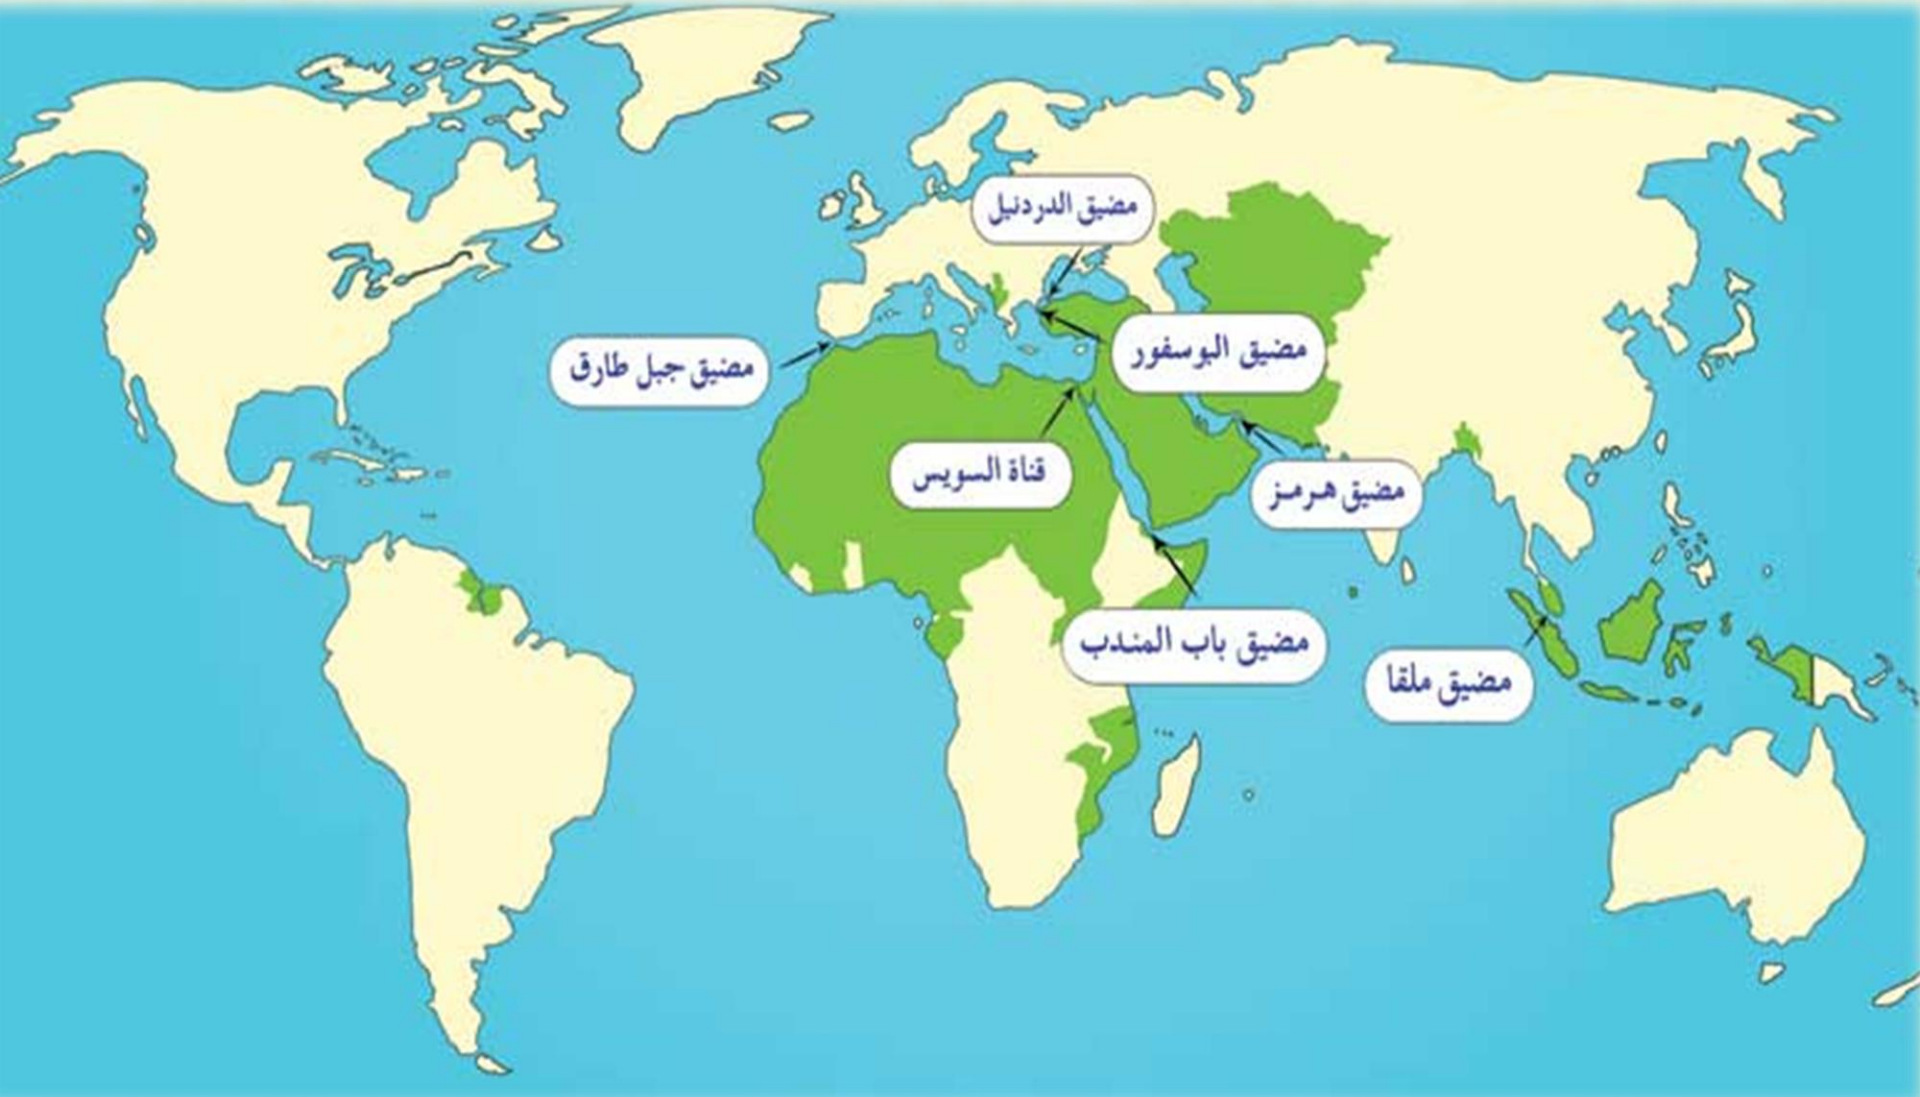 مضيق الدردنيل
مضيق البوسفور
مضيق جبل طارق
قناة السويس
مضيق هرمز
مضيق باب المندب
مضيق ملقا